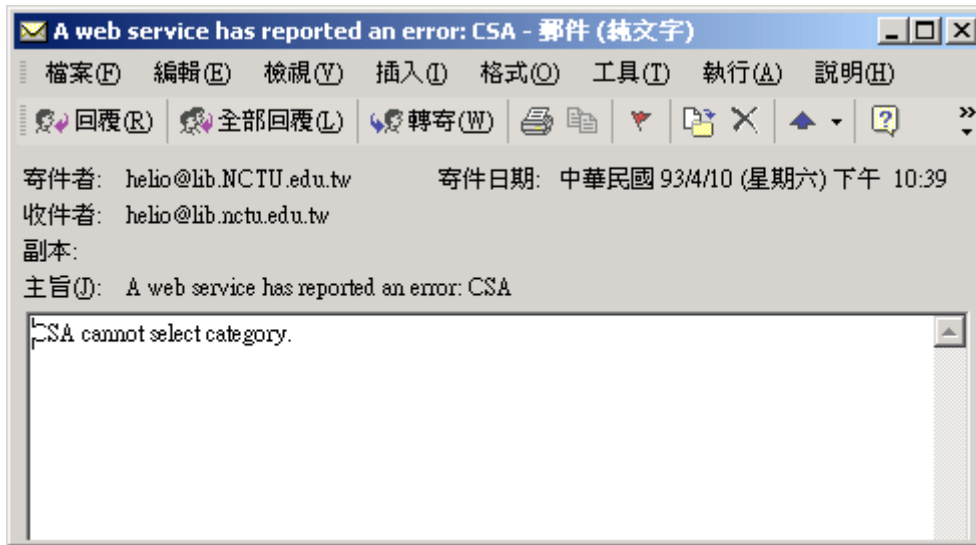 A web service has reported an error: CSA - 郵件 (純文字)
檔案(F) 編輯(E) 檢視(V) 插入(I) 格式(O) 工具(T) 執行(A) 說明(H)
回覆(R) 全部回覆(L) 轉寄(W)
寄件者: helio@lib.NCTU.edu.tw 寄件日期: 中華民國 93/4/10 (星期六) 下午 10:39
收件者: helio@lib.nctu.edu.tw
副本:
主旨(J): A web service has reported an error: CSA
CSA cannot select category.